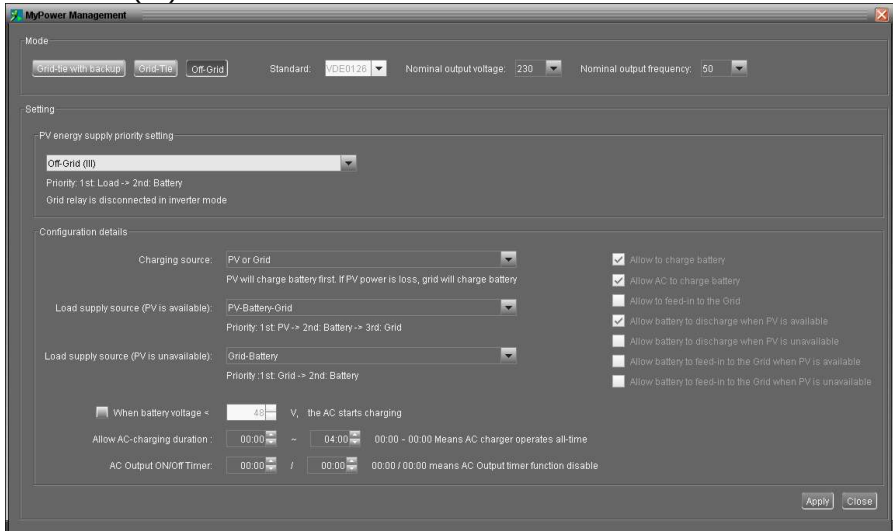 MyPower Management
Mode
Grid-tie with backup Grid-Tie Off-Grid Standard: VDE0126 Nominal output voltage: 230 Nominal output frequency: 50
Setting
PV energy supply priority setting
Off-Grid (III)
Priority: 1st: Load -> 2nd: Battery
Grid relay is disconnected in inverter mode
Configuration details
Charging source: PV or Grid
PV will charge battery first. If PV power is loss, grid will charge battery
Load supply source (PV is available): PV-Battery-Grid
Priority: 1st: PV -> 2nd: Battery -> 3rd: Grid
Load supply source (PV is unavailable): Grid-Battery
Priority :1st: Grid -> 2nd: Battery
Allow to charge battery
Allow AC to charge battery
Allow to feed-in to the Grid
Allow battery to discharge when PV is available
Allow battery to discharge when PV is unavailable
Allow battery to feed-in to the Grid when PV is available
Allow battery to feed-in to the Grid when PV is unavailable
When battery voltage < 48 V, the AC starts charging
Allow AC-charging duration : 00:00 ~ 04:00 00:00 - 00:00 Means AC charger operates all-time
AC Output ON/Off Timer: 00:00 / 00:00 00:00 / 00:00 means AC Output timer function disable
Apply Close